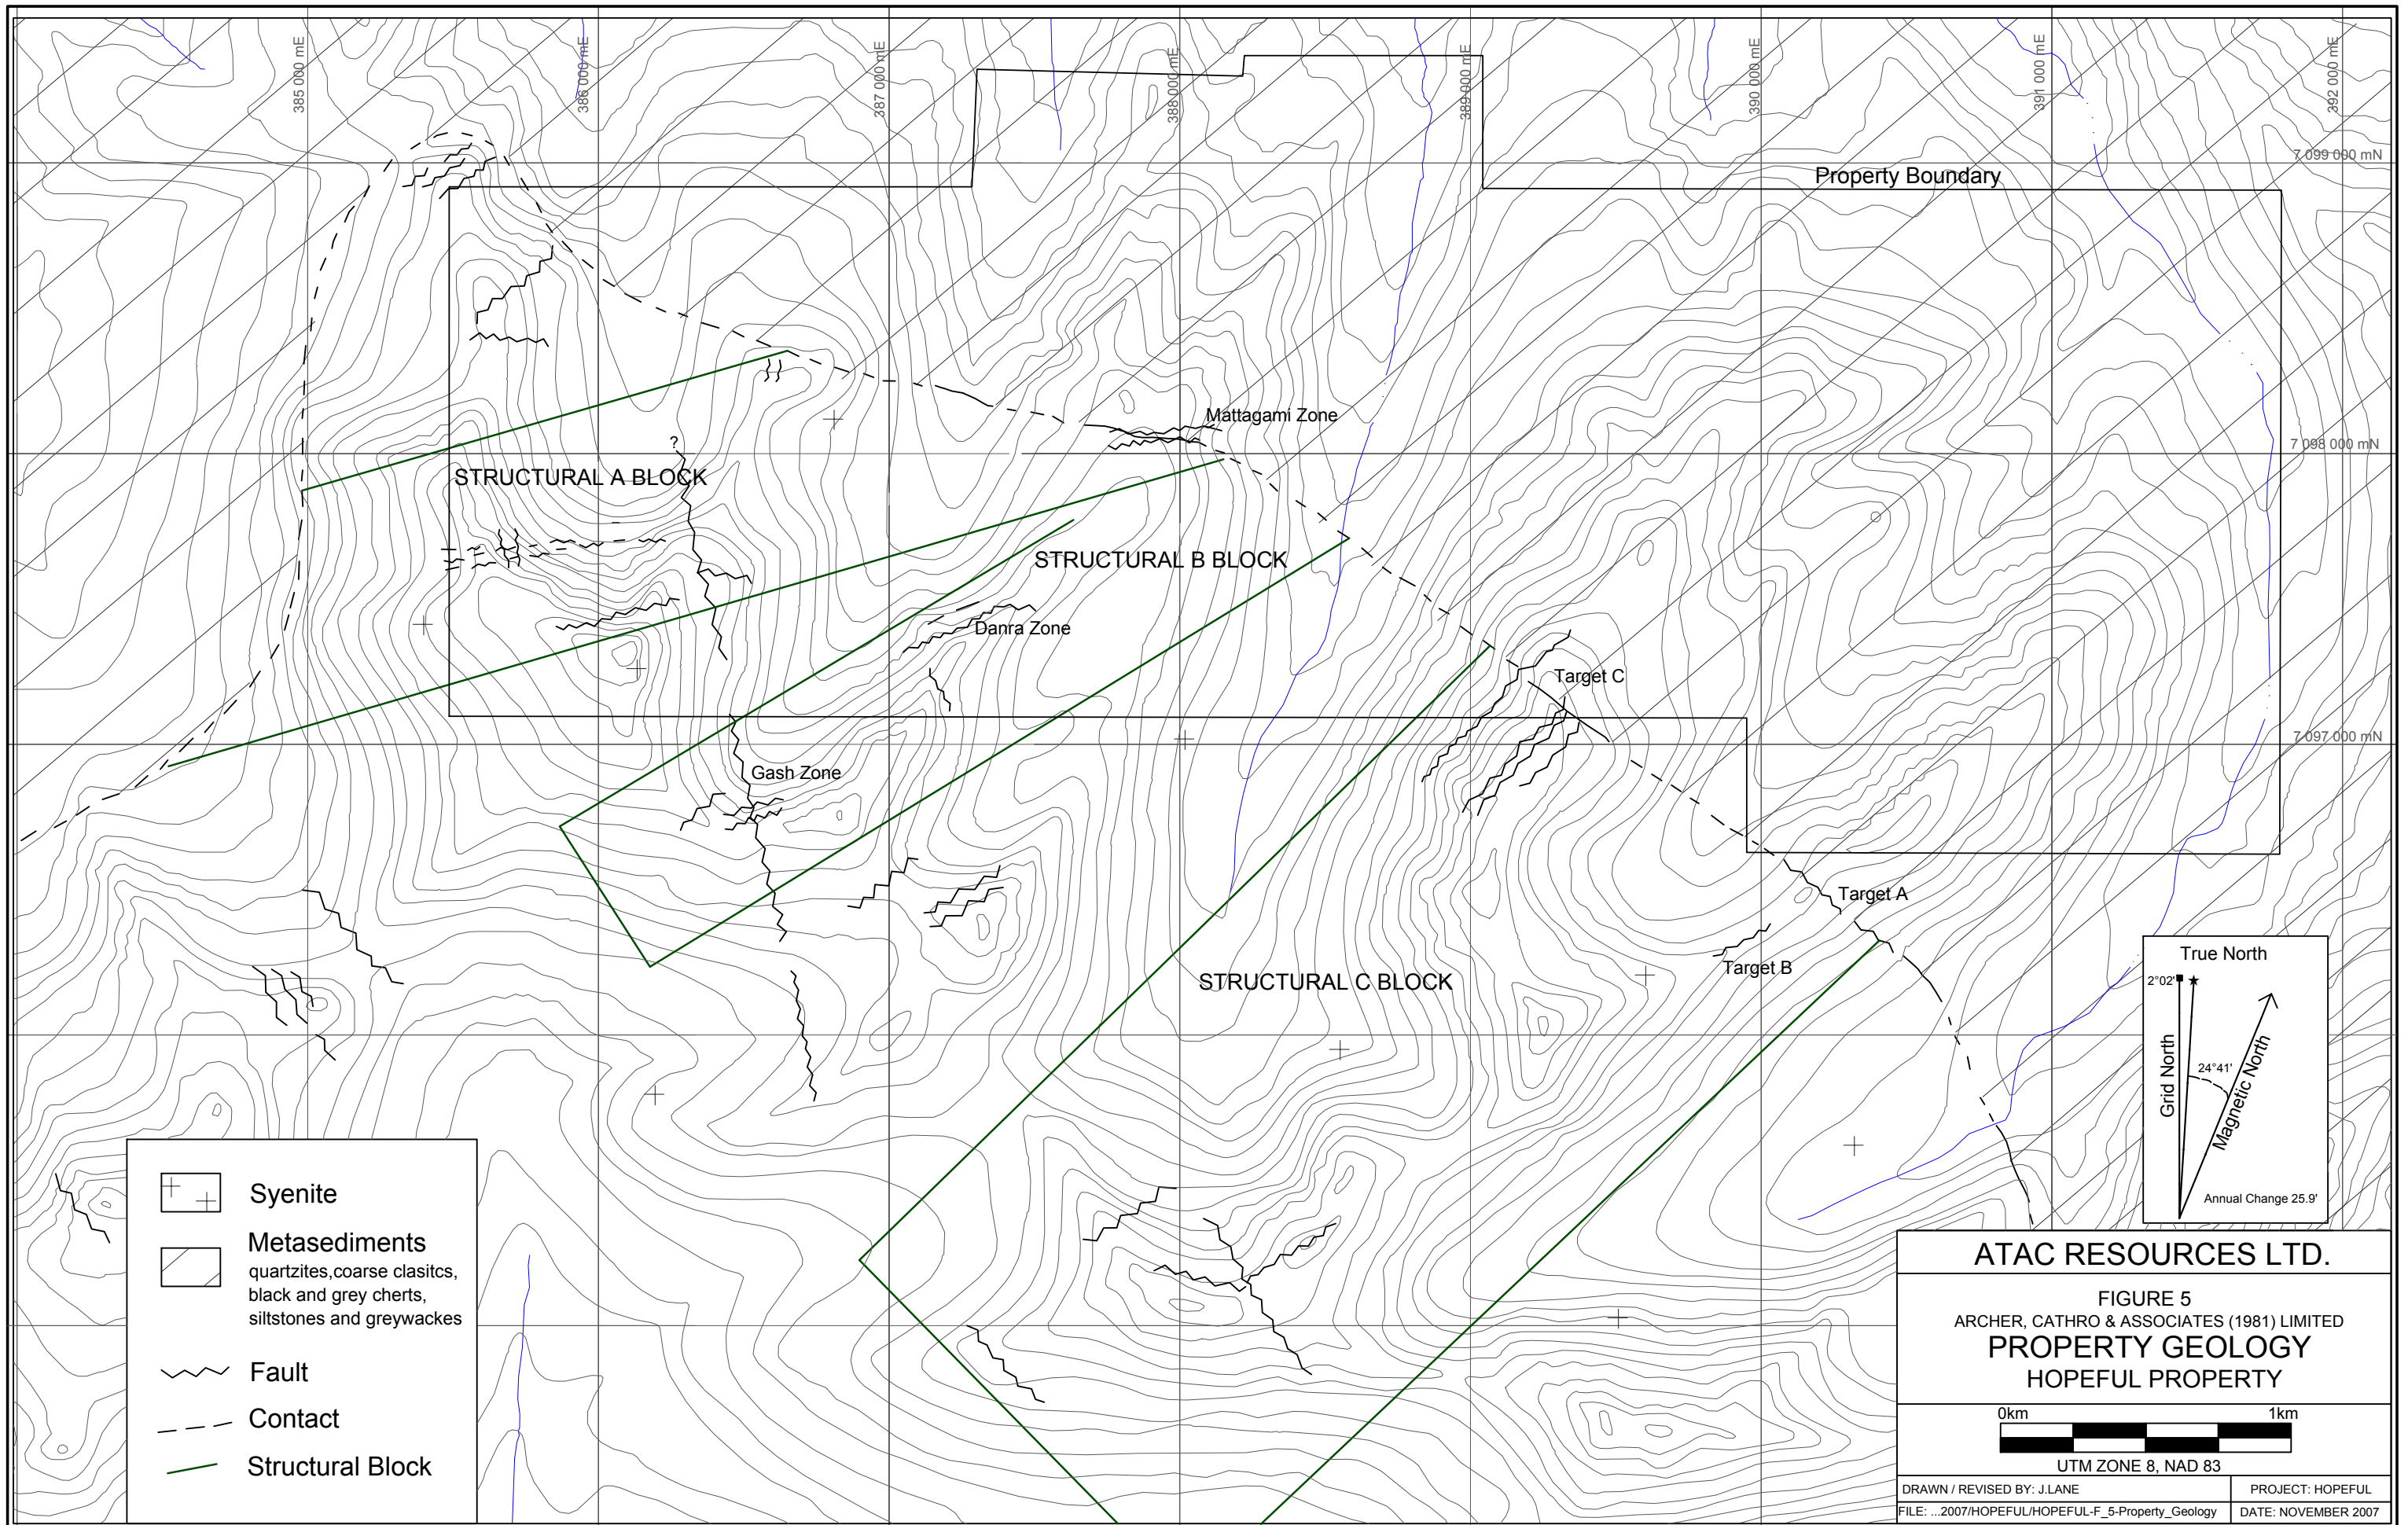 385 000 mE
386 000 mE
387 000 mE
388 000 mE
389 000 mE
390 000 mE
391 000 mE
392 000 mE
7 099 000 mN
Property Boundary
Mattagami Zone
?
7 098 000 mN
STRUCTURAL A BLOCK
STRUCTURAL B BLOCK
Danra Zone
Target C
7 097 000 mN
Gash Zone
Target A
Target B
STRUCTURAL C BLOCK
True North
2°02'
Grid North
24°41'
Magnetic North
Annual Change 25.9'
Syenite
Metasediments
quartzites,coarse clasitcs,
black and grey cherts,
siltstones and greywackes
Fault
Contact
Structural Block
ATAC RESOURCES LTD.
FIGURE 5
ARCHER, CATHRO & ASSOCIATES (1981) LIMITED
PROPERTY GEOLOGY
HOPEFUL PROPERTY
0km 1km
UTM ZONE 8, NAD 83
DRAWN / REVISED BY: J.LANE PROJECT: HOPEFUL
FILE: ...2007/HOPEFUL/HOPEFUL-F_5-Property_Geology DATE: NOVEMBER 2007